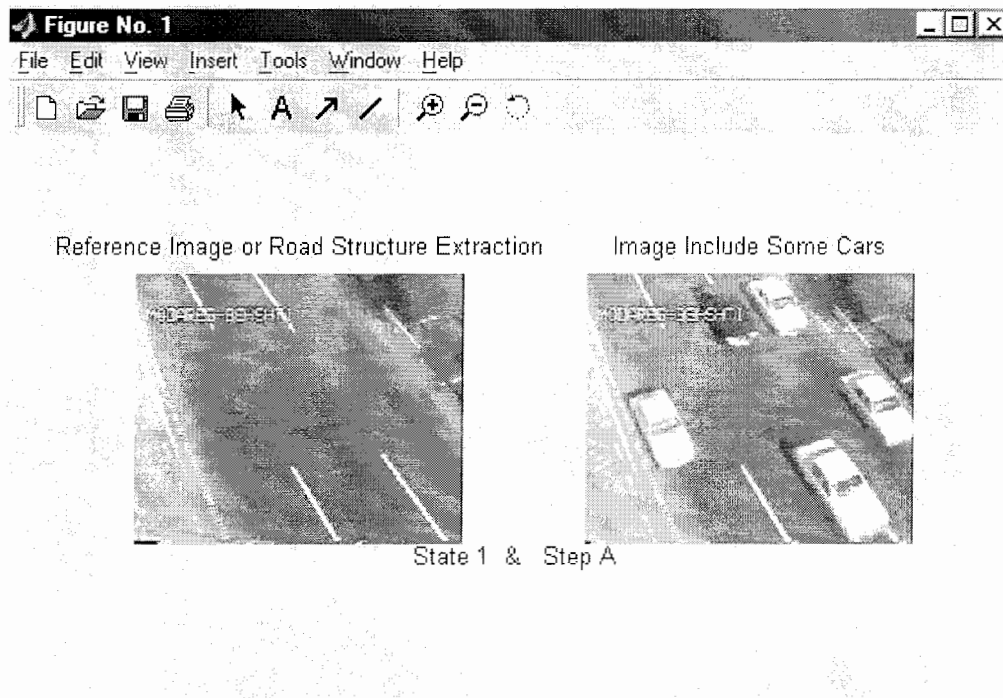 Figure No. 1
File Edit View Insert Tools Window Help
A
Reference Image or Road Structure Extraction
Image Include Some Cars
State 1 & Step A